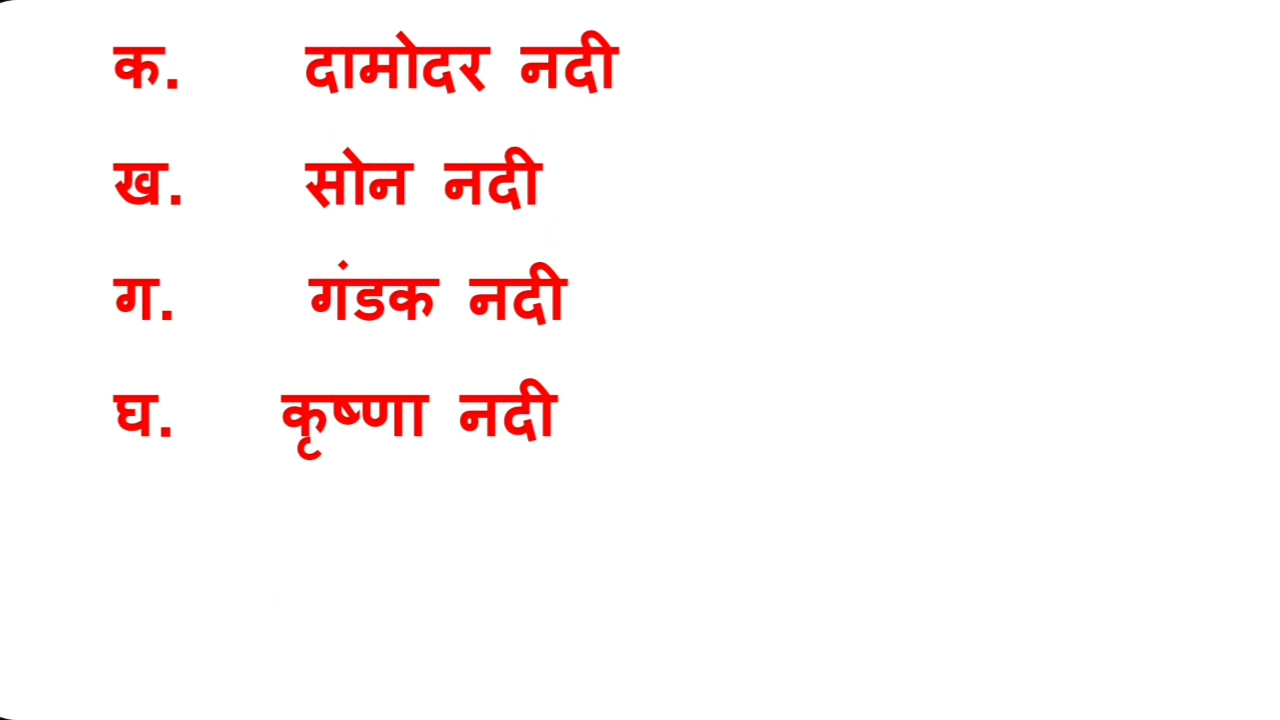 क. दामोदर नदी
ख. सोन नदी
ग. गंडक नदी
घ. कृष्णा नदी